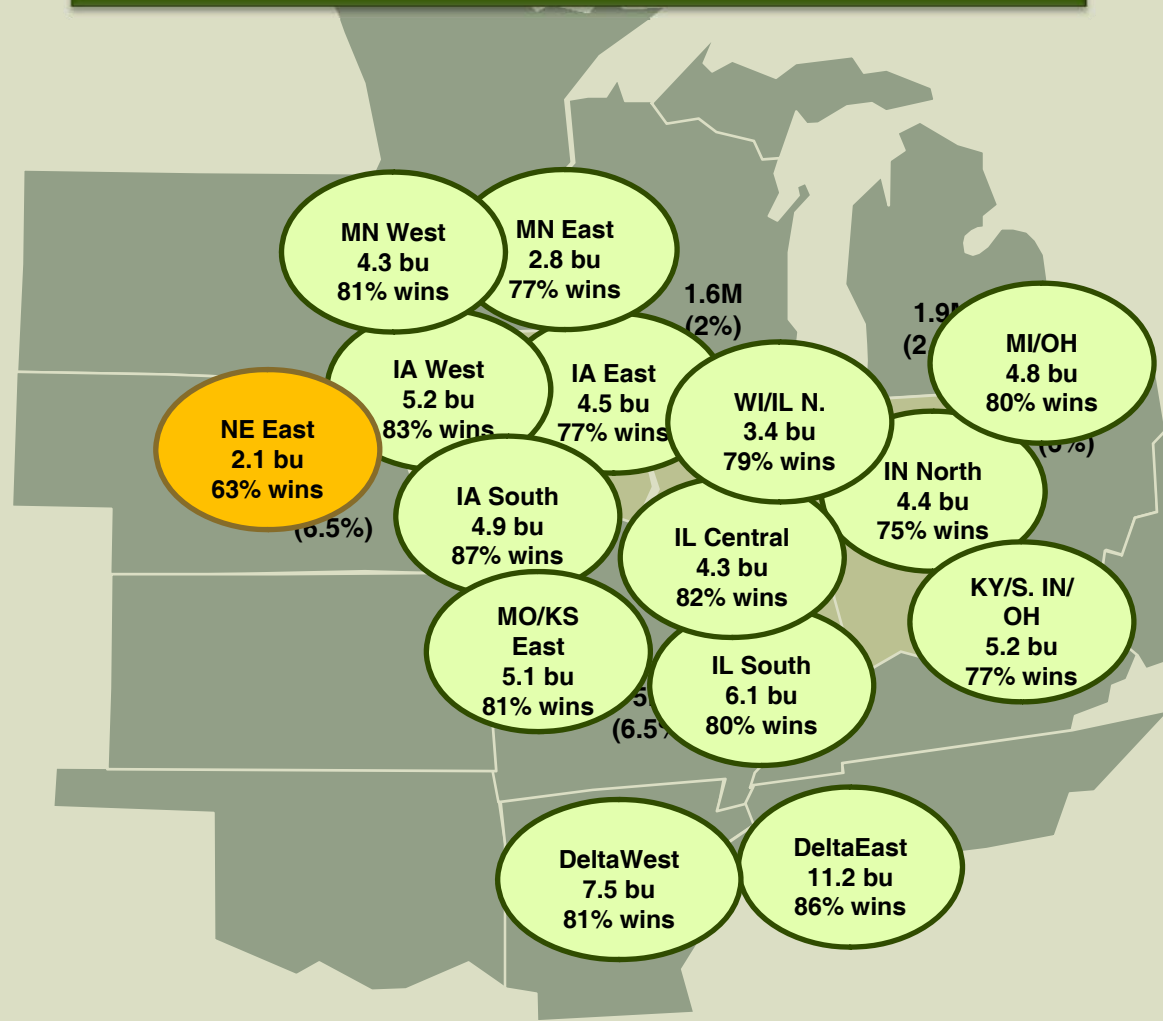 MN West
4.3 bu
81% wins
MN East
2.8 bu
77% wins
1.6M
(2%)
MI/OH
4.8 bu
80% wins
IA West
5.2 bu
83% wins
IA East
4.5 bu
77% wins
WI/IL N.
3.4 bu
79% wins
NE East
2.1 bu
63% wins
(6.5%)
IN North
4.4 bu
75% wins
IA South
4.9 bu
87% wins
IL Central
4.3 bu
82% wins
KY/S. IN/
OH
5.2 bu
77% wins
MO/KS
East
5.1 bu
81% wins
IL South
6.1 bu
80% wins
(6.5%
DeltaWest
7.5 bu
81% wins
DeltaEast
11.2 bu
86% wins